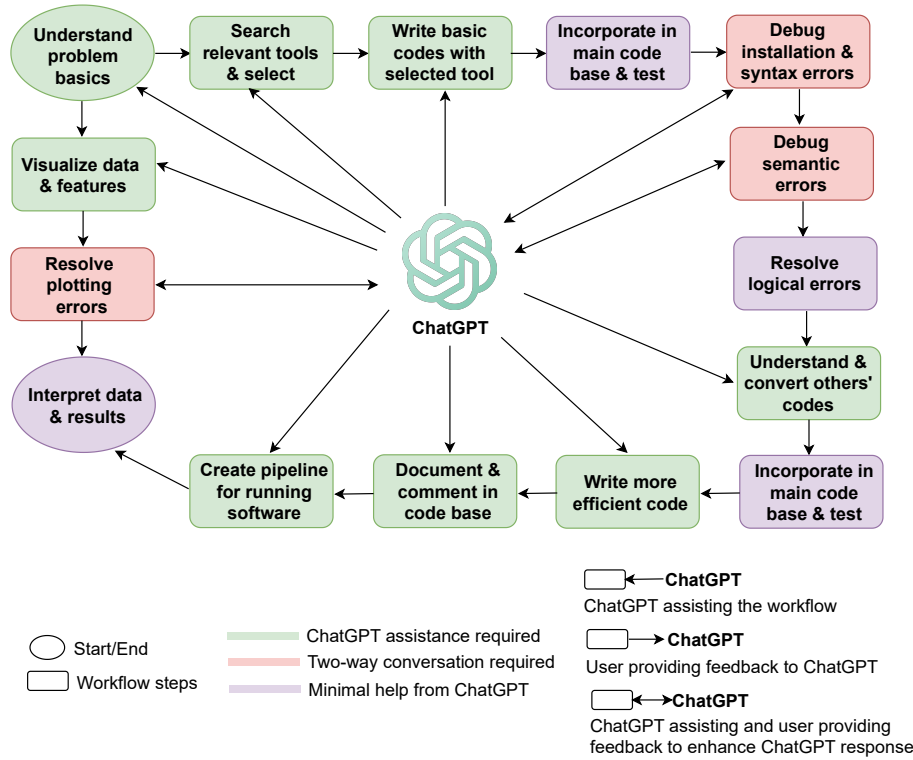 Understand
problem
basics
Search
relevant tools
& select
Write basic
codes with
selected tool
Incorporate in
main code
base & test
Debug
installation &
syntax errors
Visualize data
& features
Debug
semantic
errors
Resolve
plotting
errors
ChatGPT
Resolve
logical errors
Interpret data
& results
Understand &
convert others'
codes
Create pipeline
for running
software
Document &
comment in
code base
Write more
efficient code
Incorporate in
main code
base & test
Start/End
Workflow steps
ChatGPT assistance required
Two-way conversation required
Minimal help from ChatGPT
ChatGPT
ChatGPT assisting the workflow
ChatGPT
User providing feedback to ChatGPT
ChatGPT
ChatGPT assisting and user providing
feedback to enhance ChatGPT response